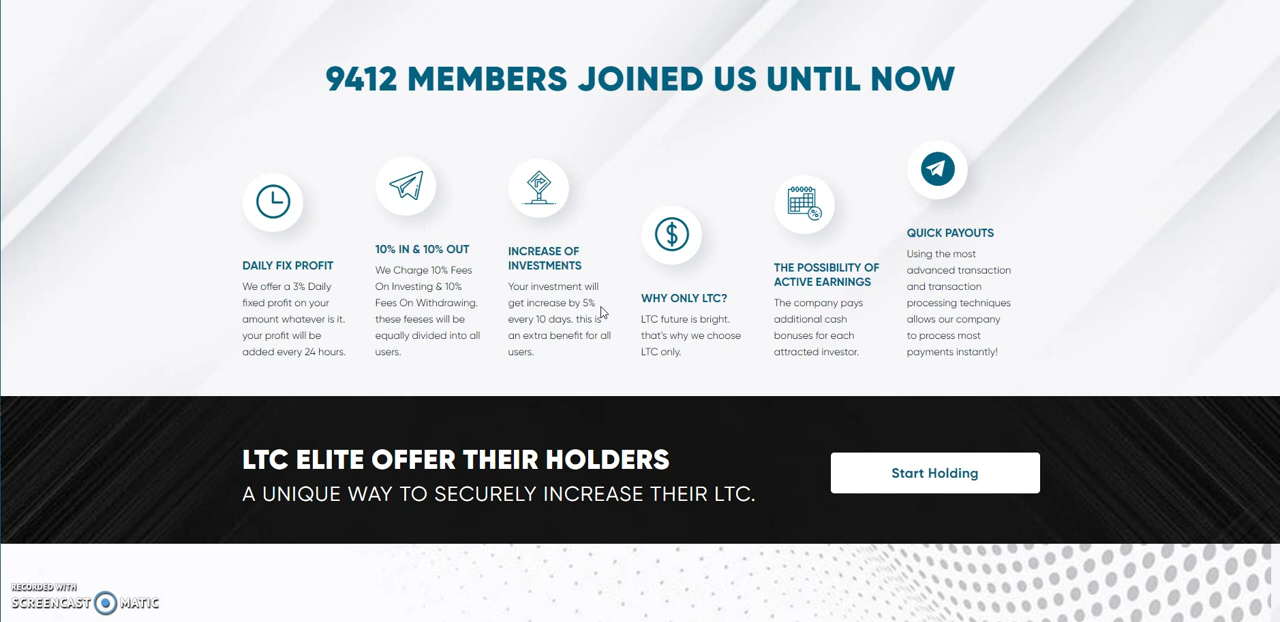 9412 MEMBERS JOINED US UNTIL NOW
DAILY FIX PROFIT
We offer a 3% Daily
fixed profit on your
amount whatever is it.
your profit will be
added every 24 hours.
10% IN & 10% OUT
We Charge 10% Fees
On Investing & 10%
Fees On Withdrawing.
these feeses will be
equally divided into all
users.
INCREASE OF
INVESTMENTS
Your investment will
get increase by 5%
every 10 days. this is
an extra benefit for all
users.
WHY ONLY LTC?
LTC future is bright.
that's why we choose
LTC only.
THE POSSIBILITY OF
ACTIVE EARNINGS
The company pays
additional cash
bonuses for each
attracted investor.
QUICK PAYOUTS
Using the most
advanced transaction
and transaction
processing techniques
allows our company
to process most
payments instantly!
LTC ELITE OFFER THEIR HOLDERS
A UNIQUE WAY TO SECURELY INCREASE THEIR LTC.
Start Holding
RECORDED WITH
SCREENCAST MATIC